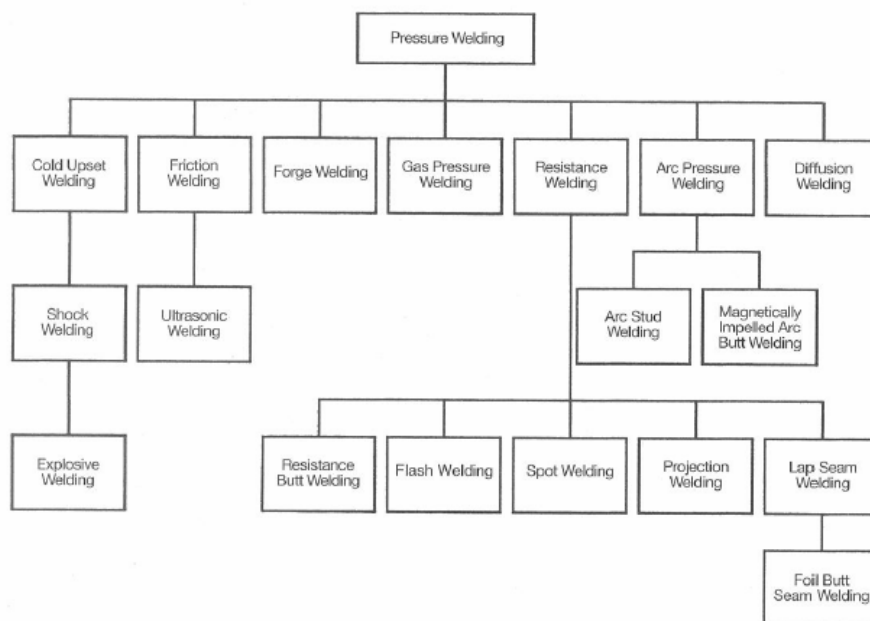 Pressure Welding
Cold Upset
Welding
Friction
Welding
Forge Welding
Gas Pressure
Welding
Resistance
Welding
Arc Pressure
Welding
Diffusion
Welding
Shock
Welding
Ultrasonic
Welding
Arc Stud
Welding
Magnetically
Impelled Arc
Butt Welding
Explosive
Welding
Resistance
Butt Welding
Flash Welding
Spot Welding
Projection
Welding
Lap Seam
Welding
Foil Butt
Seam Welding